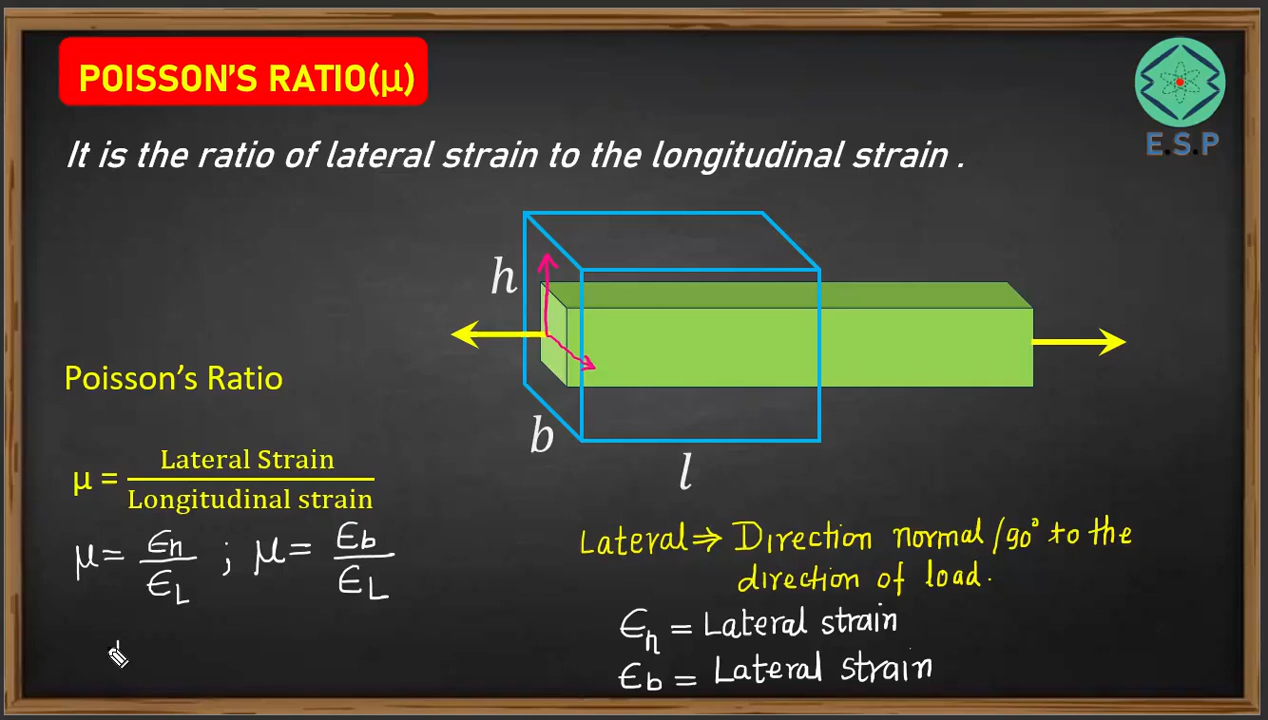 POISSON'S RATIO(μ)
E.S.P
It is the ratio of lateral strain to the longitudinal strain .
h
b
l
Poisson's Ratio
μ = Lateral Strain / Longitudinal strain
μ = ϵh / ϵL ; μ = ϵb / ϵL
Lateral ⇒ Direction normal /90° to the
direction of load.
ϵh = Lateral strain
ϵb = Lateral strain